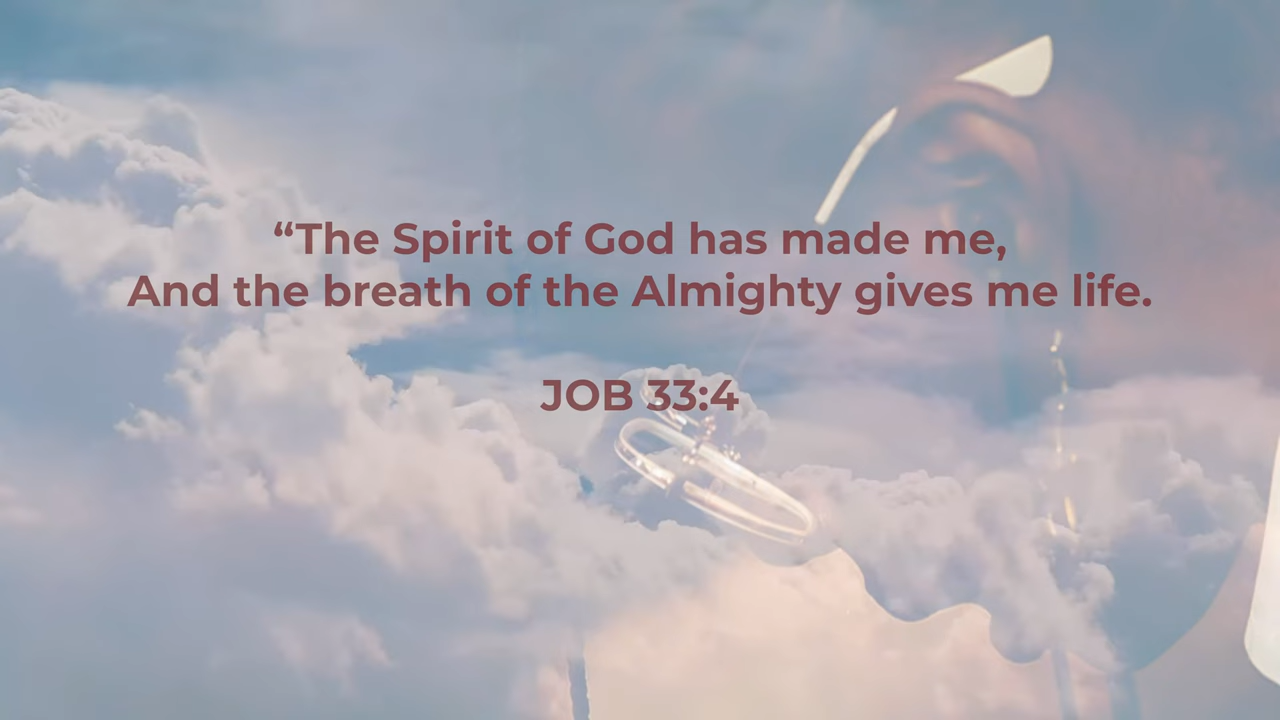 “The Spirit of God has made me,
And the breath of the Almighty gives me life.
JOB 33:4